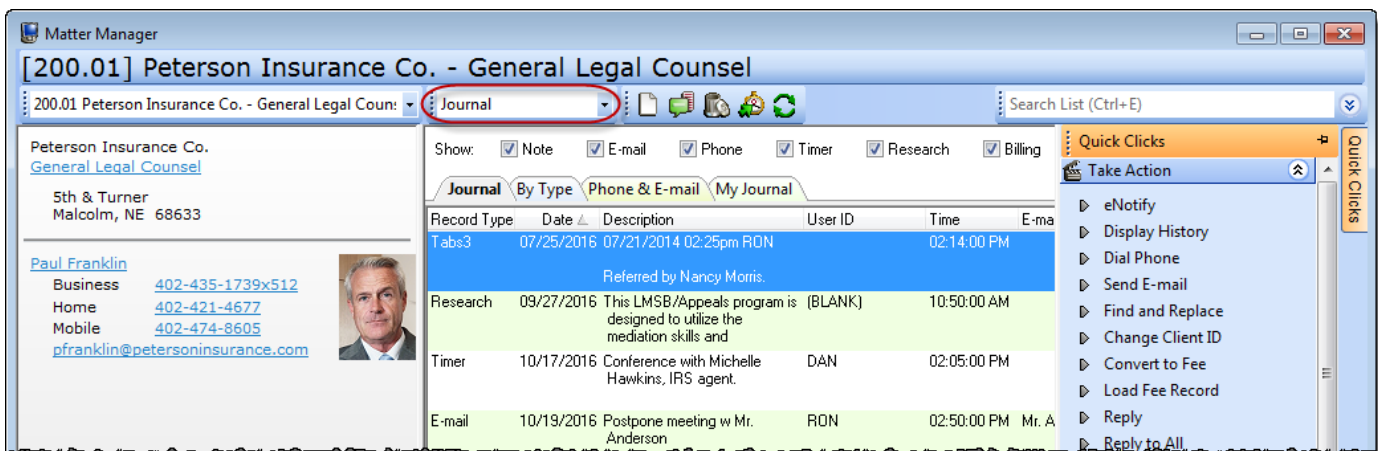 Matter Manager
[200.01] Peterson Insurance Co. - General Legal Counsel
200.01 Peterson Insurance Co. - General Legal Coun:
Journal
Search List (Ctrl+E)
Peterson Insurance Co.
General Legal Counsel
5th & Turner
Malcolm, NE 68633
Paul Franklin
Business 402-435-1739x512
Home 402-421-4677
Mobile 402-474-8605
pfranklin@petersoninsurance.com
Show: Note E-mail Phone Timer Research Billing
Journal By Type Phone & E-mail My Journal
Record Type Date Description User ID Time E-ma
Tabs3 07/25/2016 07/21/2014 02:25pm RON 02:14:00 PM
Referred by Nancy Morris.
Research 09/27/2016 This LMSB/Appeals program is (BLANK) 10:50:00 AM
designed to utilize the
mediation skills and
Timer 10/17/2016 Conference with Michelle DAN 02:05:00 PM
Hawkins, IRS agent.
E-mail 10/19/2016 Postpone meeting w Mr. RON 02:50:00 PM Mr. A
Anderson
Quick Clicks
Take Action
eNotify
Display History
Dial Phone
Send E-mail
Find and Replace
Change Client ID
Convert to Fee
Load Fee Record
Reply
Reply to All
Quick Clicks